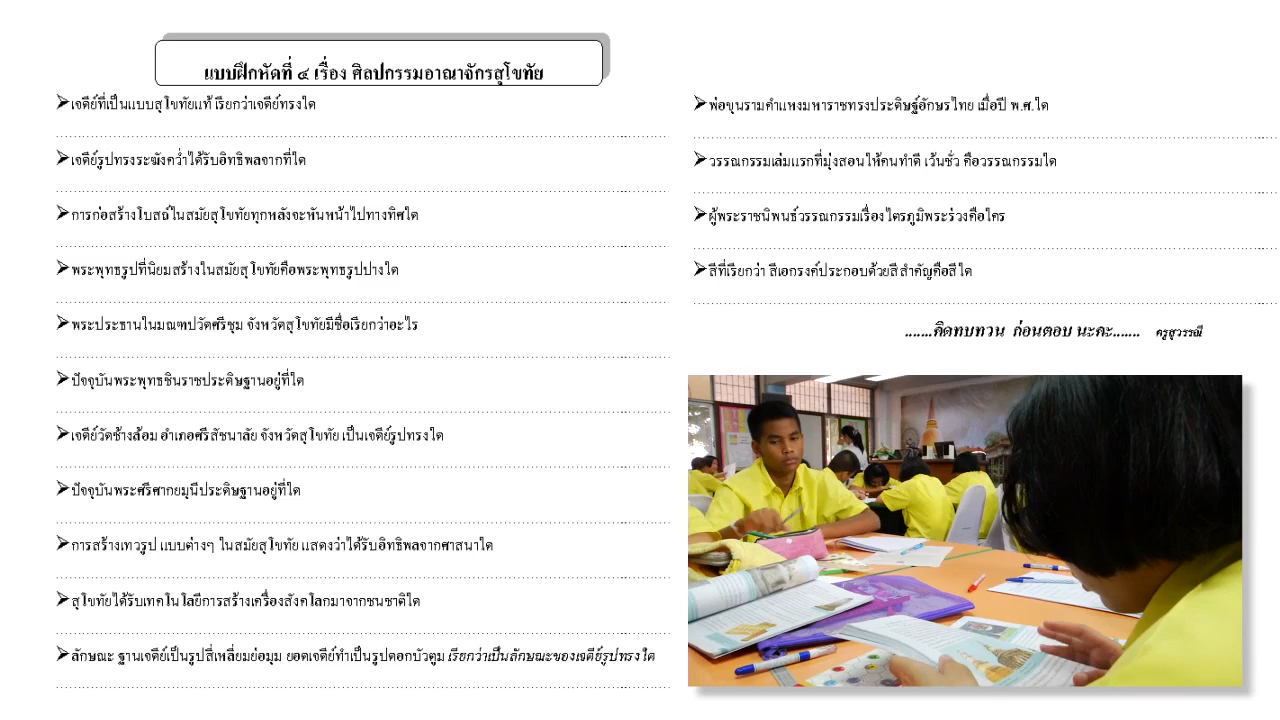 แบบฝึกหัดที่ ๔ เรื่อง ศิลปกรรมอาณาจักรสุโขทัย
➢เจดีย์ที่เป็นแบบสุโขทัยแท้ เรียกว่าเจดีย์ทรงใด
➢เจดีย์รูปทรงระฆังคว่ำได้รับอิทธิพลจากที่ใด
➢การก่อสร้างโบสถ์ในสมัยสุโขทัยทุกหลังจะหันหน้าไปทางทิศใด
➢พระพุทธรูปที่นิยมสร้างในสมัยสุโขทัยคือพระพุทธรูปปางใด
➢พระประธานในมณฑปวัดศรีชุม จังหวัดสุโขทัยมีชื่อเรียกว่าอะไร
➢ปัจจุบันพระพุทธชินราชประดิษฐานอยู่ที่ใด
➢เจดีย์วัดช้างล้อม อำเภอศรีสัชนาลัย จังหวัดสุโขทัย เป็นเจดีย์รูปทรงใด
➢ปัจจุบันพระศรีศากยมุนีประดิษฐานอยู่ที่ใด
➢การสร้างเทวรูป แบบต่างๆ ในสมัยสุโขทัย แสดงว่าได้รับอิทธิพลจากศาสนาใด
➢สุโขทัยได้รับเทคโนโลยีการสร้างเครื่องสังคโลกมาจากชนชาติใด
➢ลักษณะ ฐานเจดีย์เป็นรูปสี่เหลี่ยมย่อมุม ยอดเจดีย์ทำเป็นรูปดอกบัวตูม เรียกว่าเป็นลักษณะของเจดีย์รูปทรงใด
➢พ่อขุนรามคำแหงมหาราชทรงประดิษฐ์อักษรไทย เมื่อปี พ.ศ.ใด
➢วรรณกรรมเล่มแรกที่มุ่งสอนให้คนทำดี เว้นชั่ว คือวรรณกรรมใด
➢ผู้พระราชนิพนธ์วรรณกรรมเรื่องไตรภูมิพระร่วงคือใคร
➢สีที่เรียกว่า สีเอกรงค์ประกอบด้วยสีสำคัญคือสีใด
.......คิดทบทวน ก่อนตอบ นะคะ....... ครูสุวรรณี